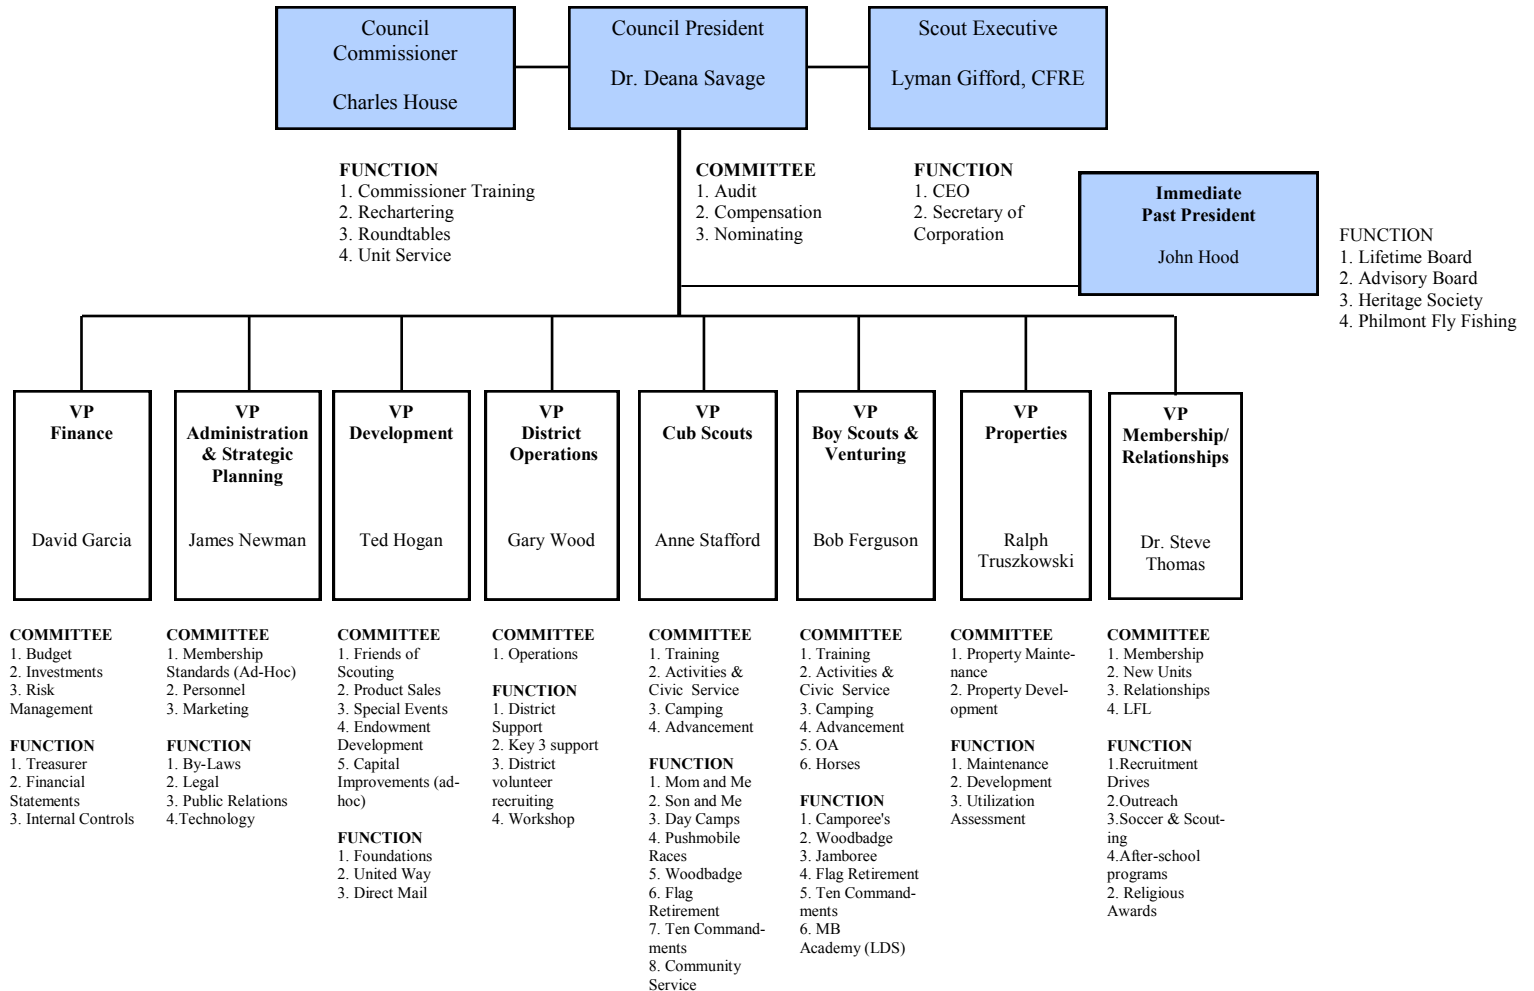 Council
Commissioner
Charles House
Council President
Dr. Deana Savage
Scout Executive
Lyman Gifford, CFRE
FUNCTION
1. Commissioner Training
2. Rechartering
3. Roundtables
4. Unit Service
COMMITTEE
1. Audit
2. Compensation
3. Nominating
FUNCTION
1. CEO
2. Secretary of
Corporation
Immediate
Past President
John Hood
FUNCTION
1. Lifetime Board
2. Advisory Board
3. Heritage Society
4. Philmont Fly Fishing
VP
Finance
David Garcia
VP
Administration
& Strategic
Planning
James Newman
VP
Development
Ted Hogan
VP
District
Operations
Gary Wood
VP
Cub Scouts
Anne Stafford
VP
Boy Scouts &
Venturing
Bob Ferguson
VP
Properties
Ralph
Truszkowski
VP
Membership/
Relationships
Dr. Steve
Thomas
COMMITTEE
1. Budget
2. Investments
3. Risk
Management
FUNCTION
1. Treasurer
2. Financial
Statements
3. Internal Controls
COMMITTEE
1. Membership
Standards (Ad-Hoc)
2. Personnel
3. Marketing
FUNCTION
1. By-Laws
2. Legal
3. Public Relations
4.Technology
COMMITTEE
1. Friends of
Scouting
2. Product Sales
3. Special Events
4. Endowment
Development
5. Capital
Improvements (ad-
hoc)
FUNCTION
1. Foundations
2. United Way
3. Direct Mail
COMMITTEE
1. Operations
FUNCTION
1. District
Support
2. Key 3 support
3. District
volunteer
recruiting
4. Workshop
COMMITTEE
1. Training
2. Activities &
Civic Service
3. Camping
4. Advancement
FUNCTION
1. Mom and Me
2. Son and Me
3. Day Camps
4. Pushmobile
Races
5. Woodbadge
6. Flag
Retirement
7. Ten Command-
ments
8. Community
Service
COMMITTEE
1. Training
2. Activities &
Civic Service
3. Camping
4. Advancement
5. OA
6. Horses
FUNCTION
1. Camporee's
2. Woodbadge
3. Jamboree
4. Flag Retirement
5. Ten Command-
ments
6. MB
Academy (LDS)
COMMITTEE
1. Property Mainte-
nance
2. Property Devel-
opment
FUNCTION
1. Maintenance
2. Development
3. Utilization
Assessment
COMMITTEE
1. Membership
2. New Units
3. Relationships
4. LFL
FUNCTION
1.Recruitment
Drives
2.Outreach
3.Soccer & Scout-
ing
4.After-school
programs
2. Religious
Awards